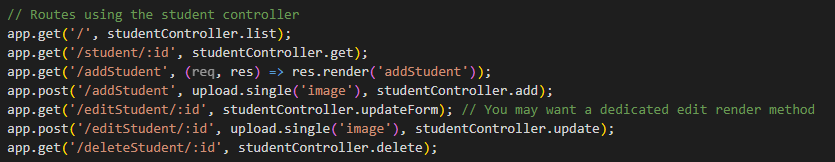 // Routes using the student controller
app.get('/', studentController.list);
app.get('/student/:id', studentController.get);
app.get('/addStudent', (req, res) => res.render('addStudent'));
app.post('/addStudent', upload.single('image'), studentController.add);
app.get('/editStudent/:id', studentController.updateForm); // You may want a dedicated edit render method
app.post('/editStudent/:id', upload.single('image'), studentController.update);
app.get('/deleteStudent/:id', studentController.delete);